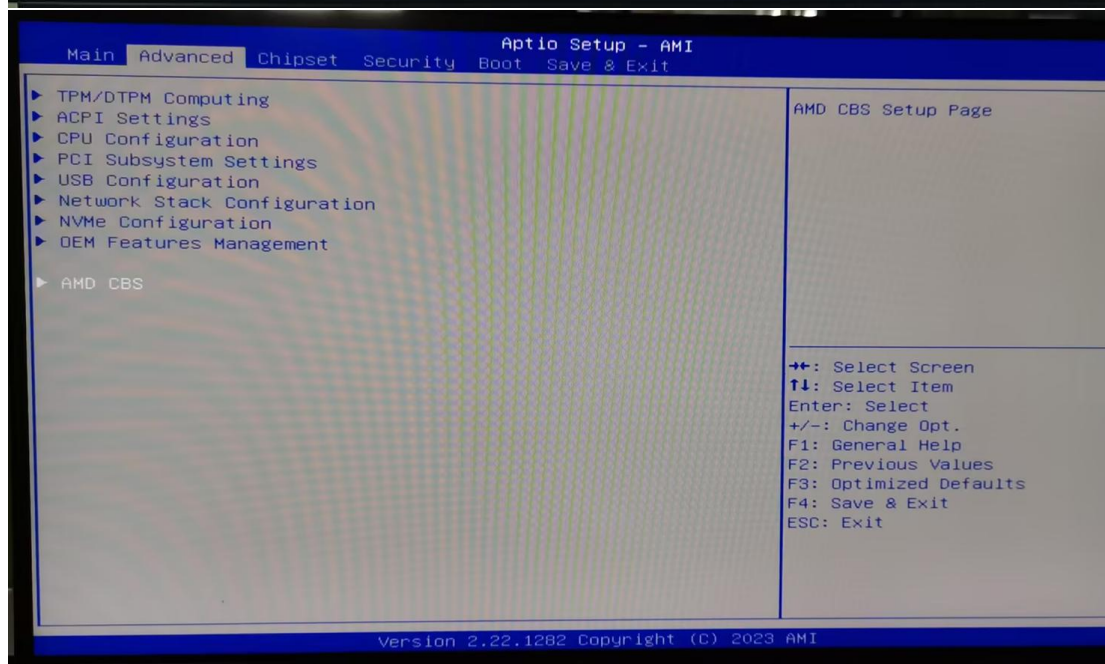 Aptio Setup - AMI
Main Advanced Chipset Security Boot Save & Exit
▶ TPM/DTPM Computing
▶ ACPI Settings
▶ CPU Configuration
▶ PCI Subsystem Settings
▶ USB Configuration
▶ Network Stack Configuration
▶ NVMe Configuration
▶ OEM Features Management
▶ AMD CBS
AMD CBS Setup Page
→←: Select Screen
↑↓: Select Item
Enter: Select
+/-: Change Opt.
F1: General Help
F2: Previous Values
F3: Optimized Defaults
F4: Save & Exit
ESC: Exit
Version 2.22.1282 Copyright (C) 2023 AMI